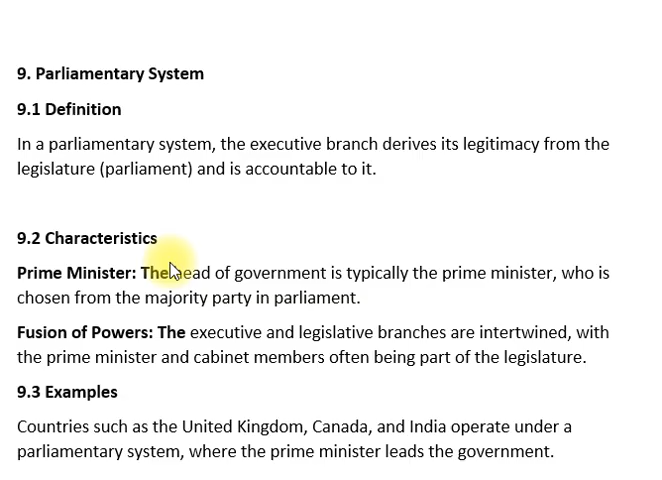 9. Parliamentary System
9.1 Definition
In a parliamentary system, the executive branch derives its legitimacy from the
legislature (parliament) and is accountable to it.
9.2 Characteristics
Prime Minister: The head of government is typically the prime minister, who is
chosen from the majority party in parliament.
Fusion of Powers: The executive and legislative branches are intertwined, with
the prime minister and cabinet members often being part of the legislature.
9.3 Examples
Countries such as the United Kingdom, Canada, and India operate under a
parliamentary system, where the prime minister leads the government.